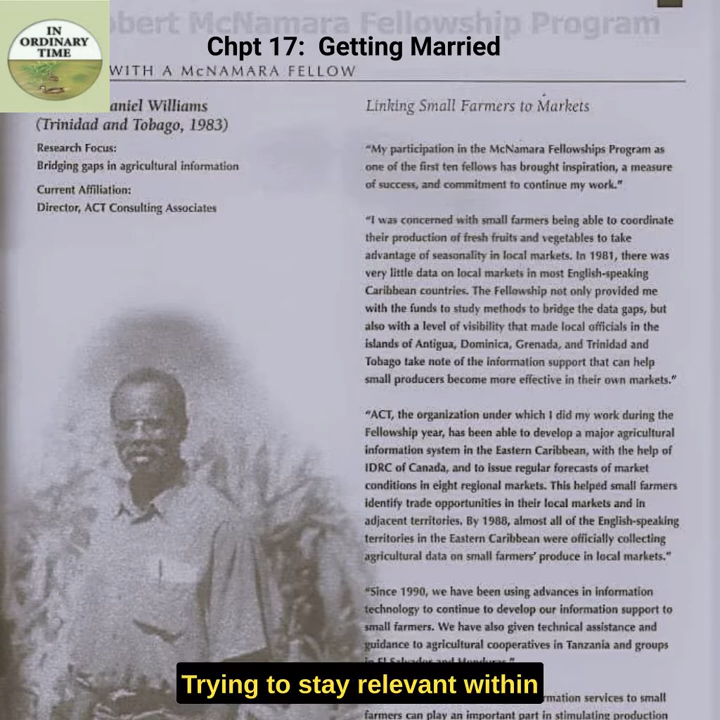 obert McNamara Fellowship Program
Chpt 17: Getting Married
IN
ORDINARY
TIME
WITH A McNAMARA FELLOW
aniel Williams
(Trinidad and Tobago, 1983)
Research Focus:
Bridging gaps in agricultural information
Current Affiliation:
Director, ACT Consulting Associates
Linking Small Farmers to Markets
“My participation in the McNamara Fellowships Program as
one of the first ten fellows has brought inspiration, a measure
of success, and commitment to continue my work.”
“I was concerned with small farmers being able to coordinate
their production of fresh fruits and vegetables to take
advantage of seasonality in local markets. In 1981, there was
very little data on local markets in most English-speaking
Caribbean countries. The Fellowship not only provided me
with the funds to study methods to bridge the data gaps, but
also with a level of visibility that made local officials in the
islands of Antigua, Dominica, Grenada, and Trinidad and
Tobago take note of the information support that can help
small producers become more effective in their own markets.”
“ACT, the organization under which I did my work during the
Fellowship year, has been able to develop a major agricultural
information system in the Eastern Caribbean, with the help of
IDRC of Canada, and to issue regular forecasts of market
conditions in eight regional markets. This helped small farmers
identify trade opportunities in their local markets and in
adjacent territories. By 1988, almost all of the English-speaking
territories in the Eastern Caribbean were officially collecting
agricultural data on small farmers’ produce in local markets.”
“Since 1990, we have been using advances in information
technology to continue to develop our information support to
small farmers. We have also given technical assistance and
guidance to agricultural cooperatives in Tanzania and groups
in El Salvador and Honduras.”
Trying to stay relevant within
rmation services to small
farmers can play an important part in stimulating production